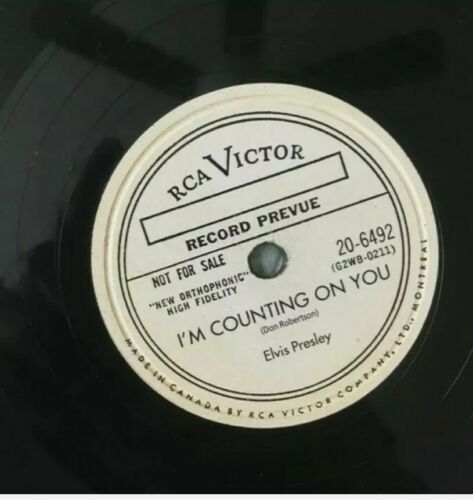 RCA VICTOR
RECORD PREVUE
NOT FOR SALE
20-6492
"NEW ORTHOPHONIC"
HIGH FIDELITY
(G2WB-0211)
I'M COUNTING ON YOU
(Don Robertson)
Elvis Presley
MADE IN CANADA BY RCA VICTOR COMPANY, LTD., MONTREAL.